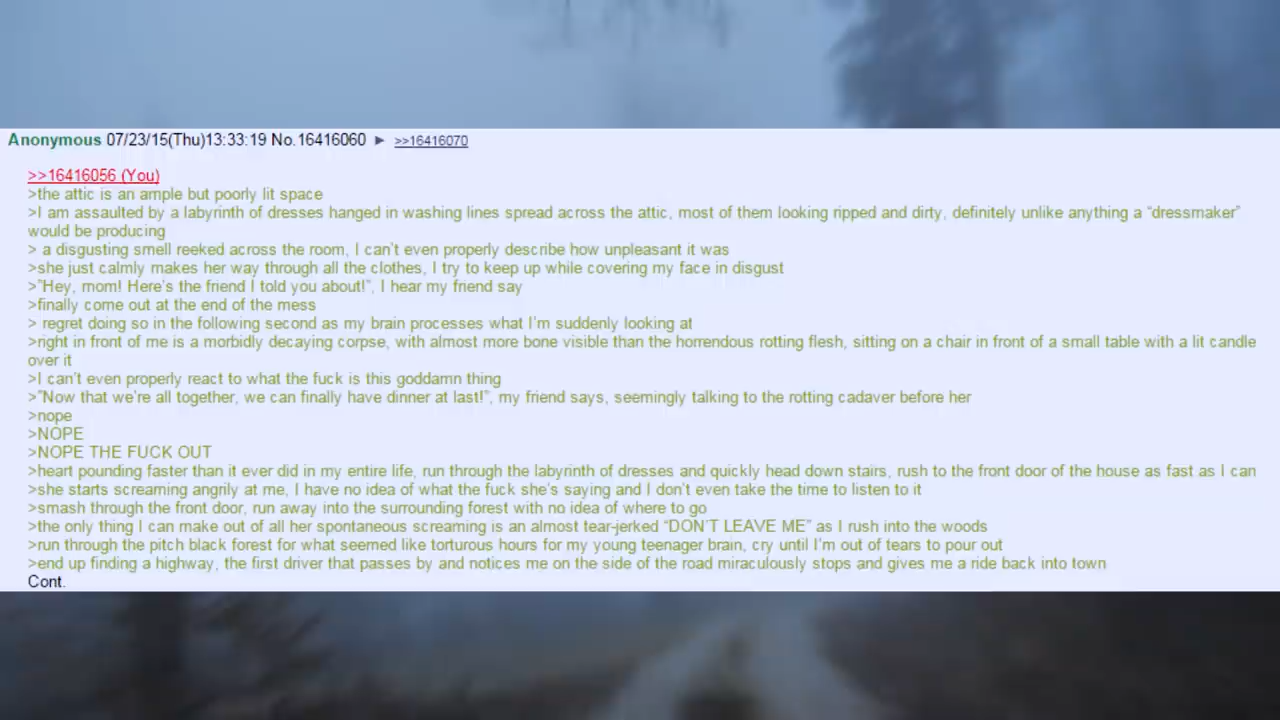 Anonymous 07/23/15(Thu)13:33:19 No.16416060 ► >>16416070
>>16416056 (You)
>the attic is an ample but poorly lit space
>I am assaulted by a labyrinth of dresses hanged in washing lines spread across the attic, most of them looking ripped and dirty, definitely unlike anything a “dressmaker”
would be producing
> a disgusting smell reeked across the room, I can’t even properly describe how unpleasant it was
>she just calmly makes her way through all the clothes, I try to keep up while covering my face in disgust
>”Hey, mom! Here’s the friend I told you about!”, I hear my friend say
>finally come out at the end of the mess
> regret doing so in the following second as my brain processes what I’m suddenly looking at
>right in front of me is a morbidly decaying corpse, with almost more bone visible than the horrendous rotting flesh, sitting on a chair in front of a small table with a lit candle
over it
>I can’t even properly react to what the fuck is this goddamn thing
>”Now that we’re all together, we can finally have dinner at last!”, my friend says, seemingly talking to the rotting cadaver before her
>nope
>NOPE
>NOPE THE FUCK OUT
>heart pounding faster than it ever did in my entire life, run through the labyrinth of dresses and quickly head down stairs, rush to the front door of the house as fast as I can
>she starts screaming angrily at me, I have no idea of what the fuck she’s saying and I don’t even take the time to listen to it
>smash through the front door, run away into the surrounding forest with no idea of where to go
>the only thing I can make out of all her spontaneous screaming is an almost tear-jerked “DON’T LEAVE ME” as I rush into the woods
>run through the pitch black forest for what seemed like torturous hours for my young teenager brain, cry until I’m out of tears to pour out
>end up finding a highway, the first driver that passes by and notices me on the side of the road miraculously stops and gives me a ride back into town
Cont.